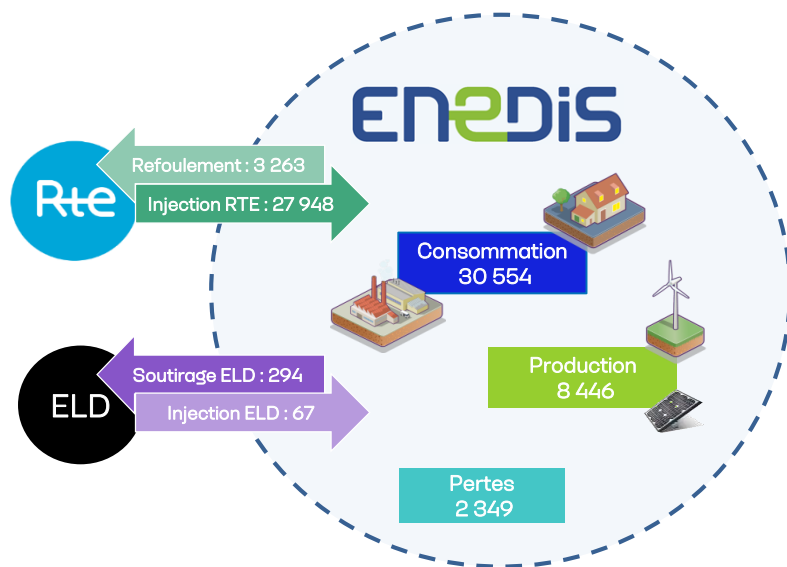 ENEDIS
Refoulement : 3 263
Rte
Injection RTE : 27 948
Consommation
30 554
Soutirage ELD : 294
ELD
Injection ELD : 67
Production
8 446
Pertes
2 349